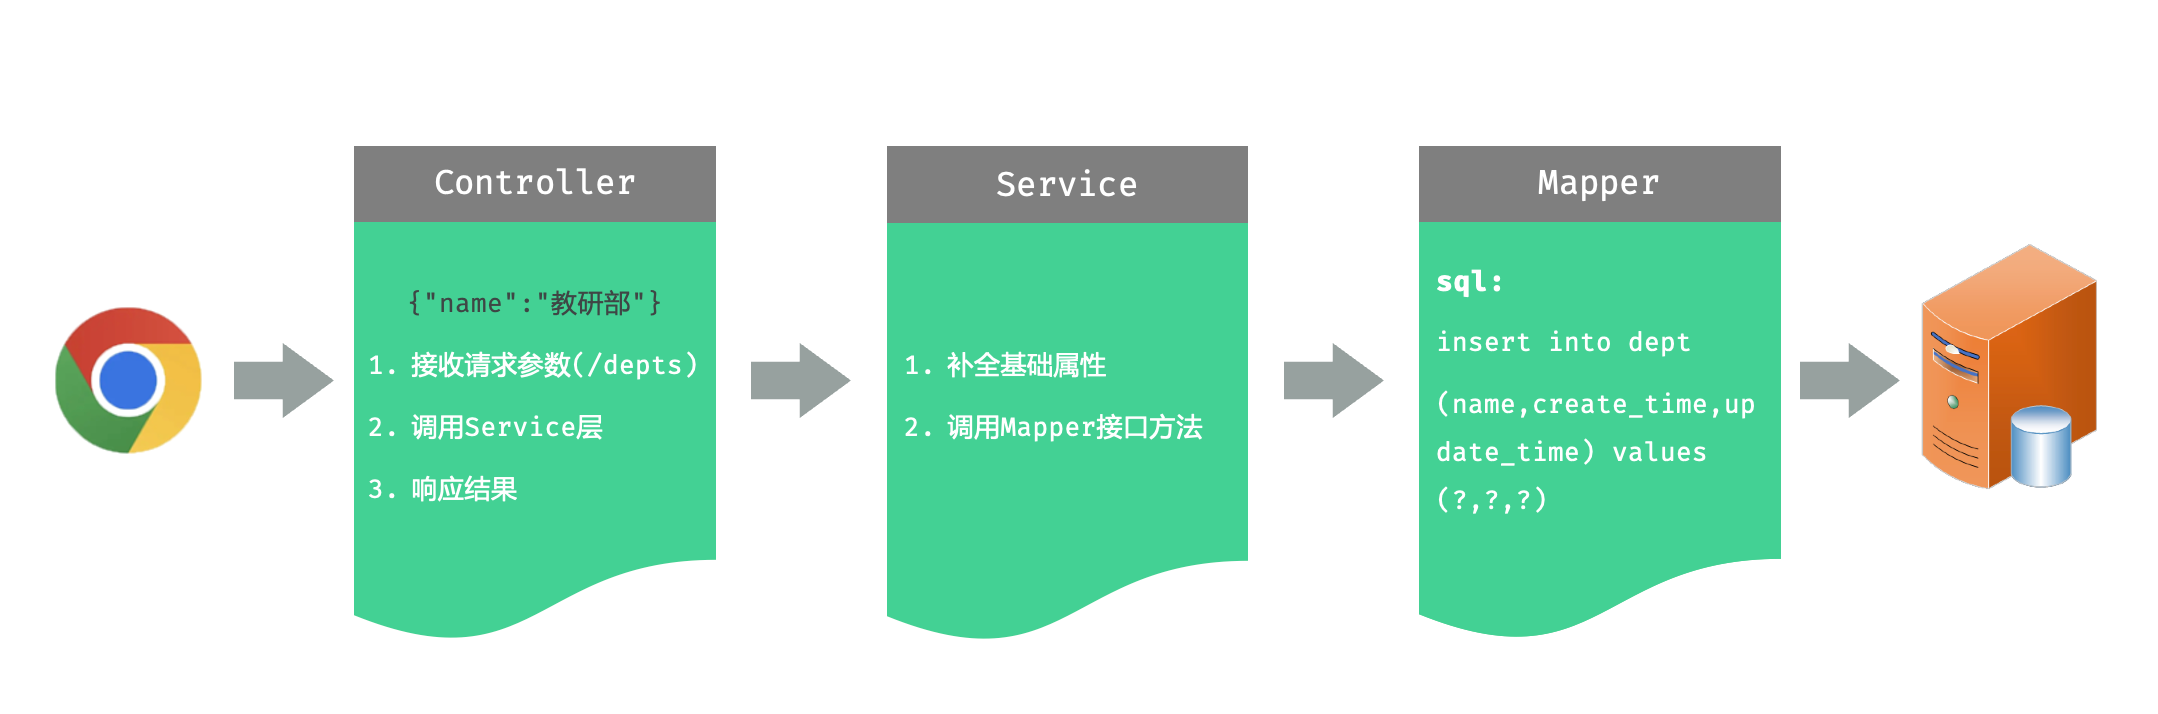 Controller
{"name":"教研部"}
1. 接收请求参数(/depts)
2. 调用Service层
3. 响应结果
Service
1. 补全基础属性
2. 调用Mapper接口方法
Mapper
sql:
insert into dept
(name,create_time,up
date_time) values
(?,?,?)